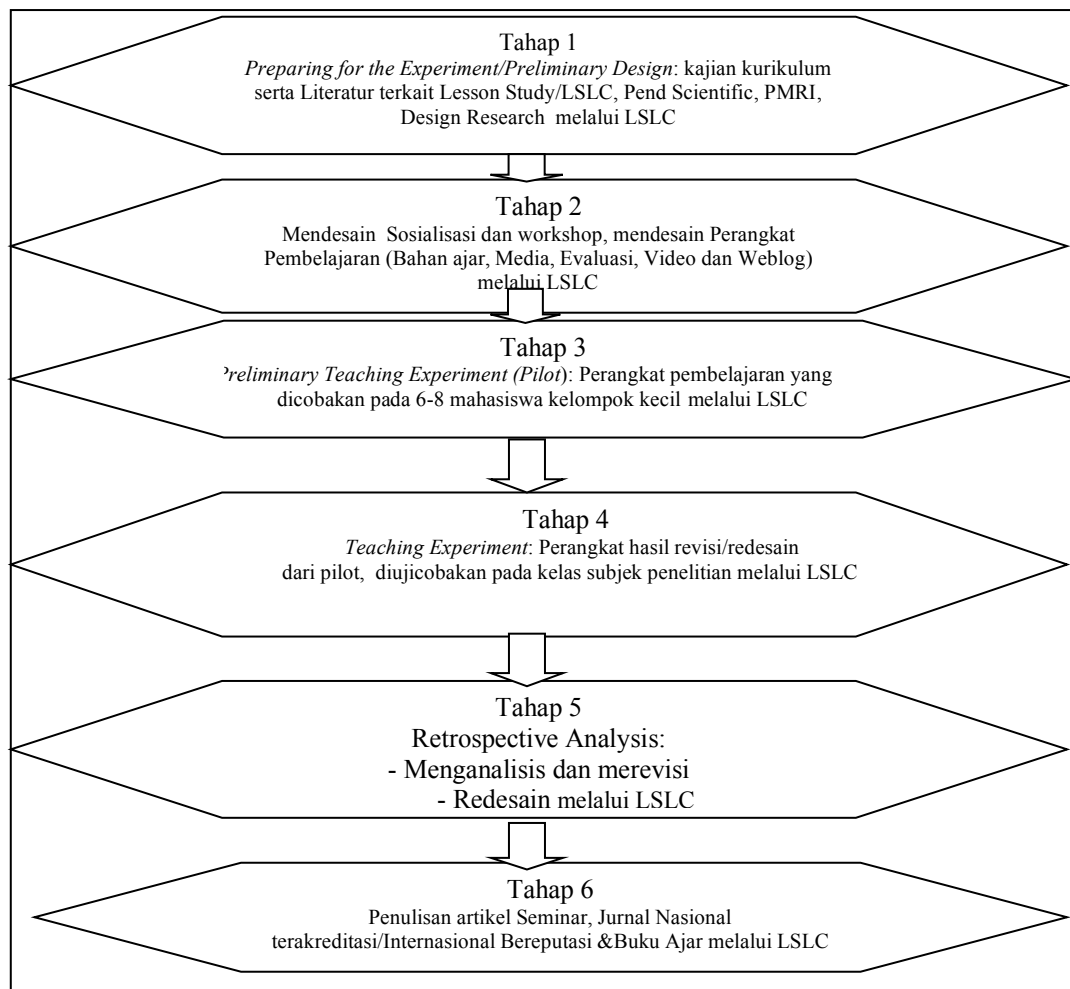 Tahap 1
Preparing for the Experiment/Preliminary Design: kajian kurikulum
serta Literatur terkait Lesson Study/LSLC, Pend Scientific, PMRI,
Design Research melalui LSLC
Tahap 2
Mendesain Sosialisasi dan workshop, mendesain Perangkat
Pembelajaran (Bahan ajar, Media, Evaluasi, Video dan Weblog)
melalui LSLC
Tahap 3
Preliminary Teaching Experiment (Pilot): Perangkat pembelajaran yang
dicobakan pada 6-8 mahasiswa kelompok kecil melalui LSLC
Tahap 4
Teaching Experiment: Perangkat hasil revisi/redesain
dari pilot, diujicobakan pada kelas subjek penelitian melalui LSLC
Tahap 5
Retrospective Analysis:
- Menganalisis dan merevisi
- Redesain melalui LSLC
Tahap 6
Penulisan artikel Seminar, Jurnal Nasional
terakreditasi/Internasional Bereputasi &Buku Ajar melalui LSLC